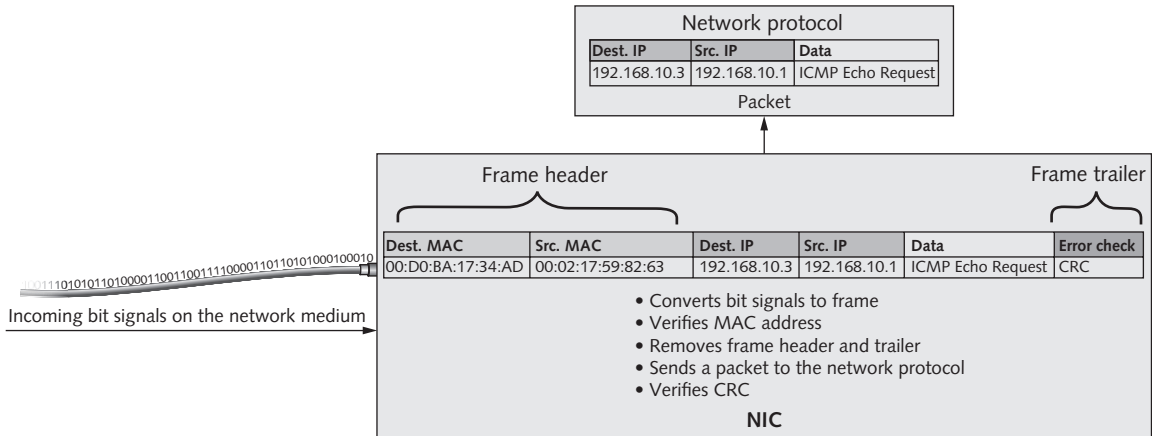 Network protocol
Dest. IP Src. IP Data
192.168.10.3 192.168.10.1 ICMP Echo Request
Packet
Frame header Frame trailer
Dest. MAC Src. MAC Dest. IP Src. IP Data Error check
00:D0:BA:17:34:AD 00:02:17:59:82:63 192.168.10.3 192.168.10.1 ICMP Echo Request CRC
Incoming bit signals on the network medium
• Converts bit signals to frame
• Verifies MAC address
• Removes frame header and trailer
• Sends a packet to the network protocol
• Verifies CRC
NIC